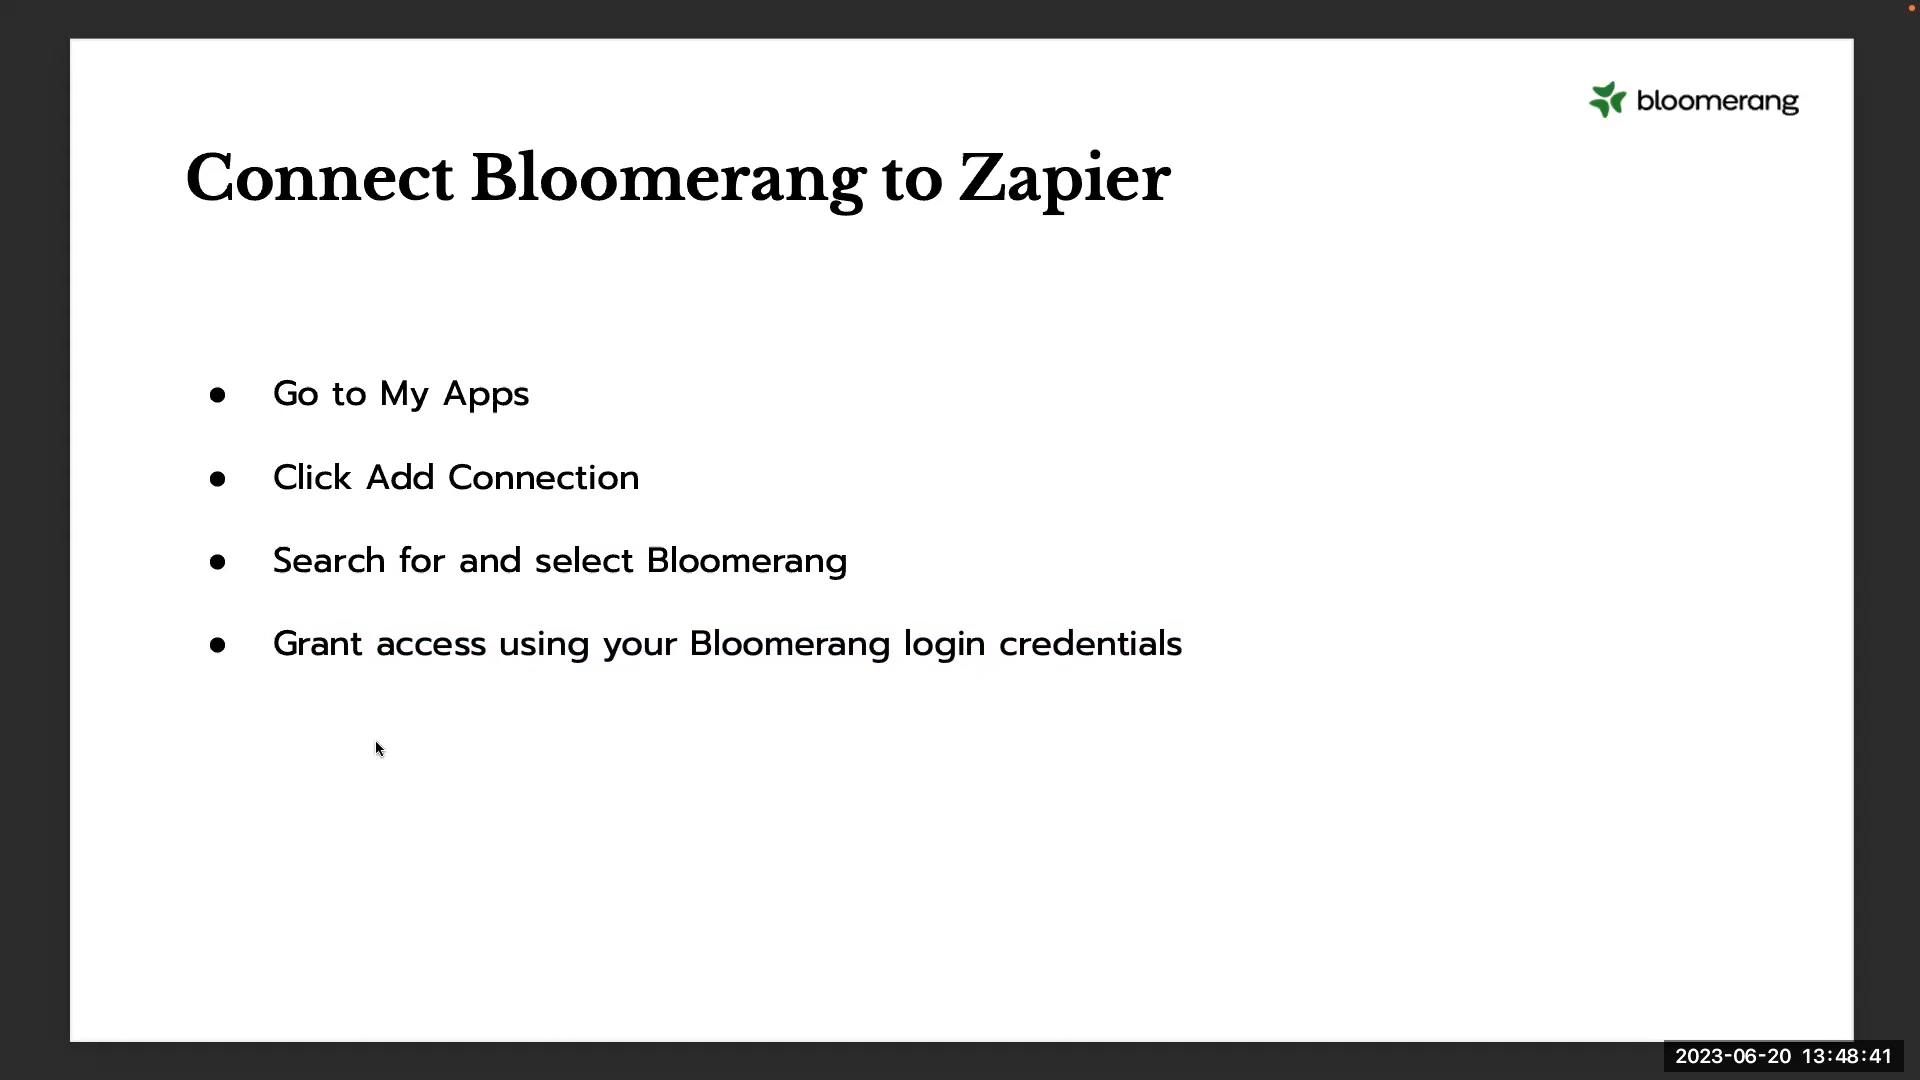 bloomerang
Connect Bloomerang to Zapier
● Go to My Apps
● Click Add Connection
● Search for and select Bloomerang
● Grant access using your Bloomerang login credentials
2023-06-20 13:48:41